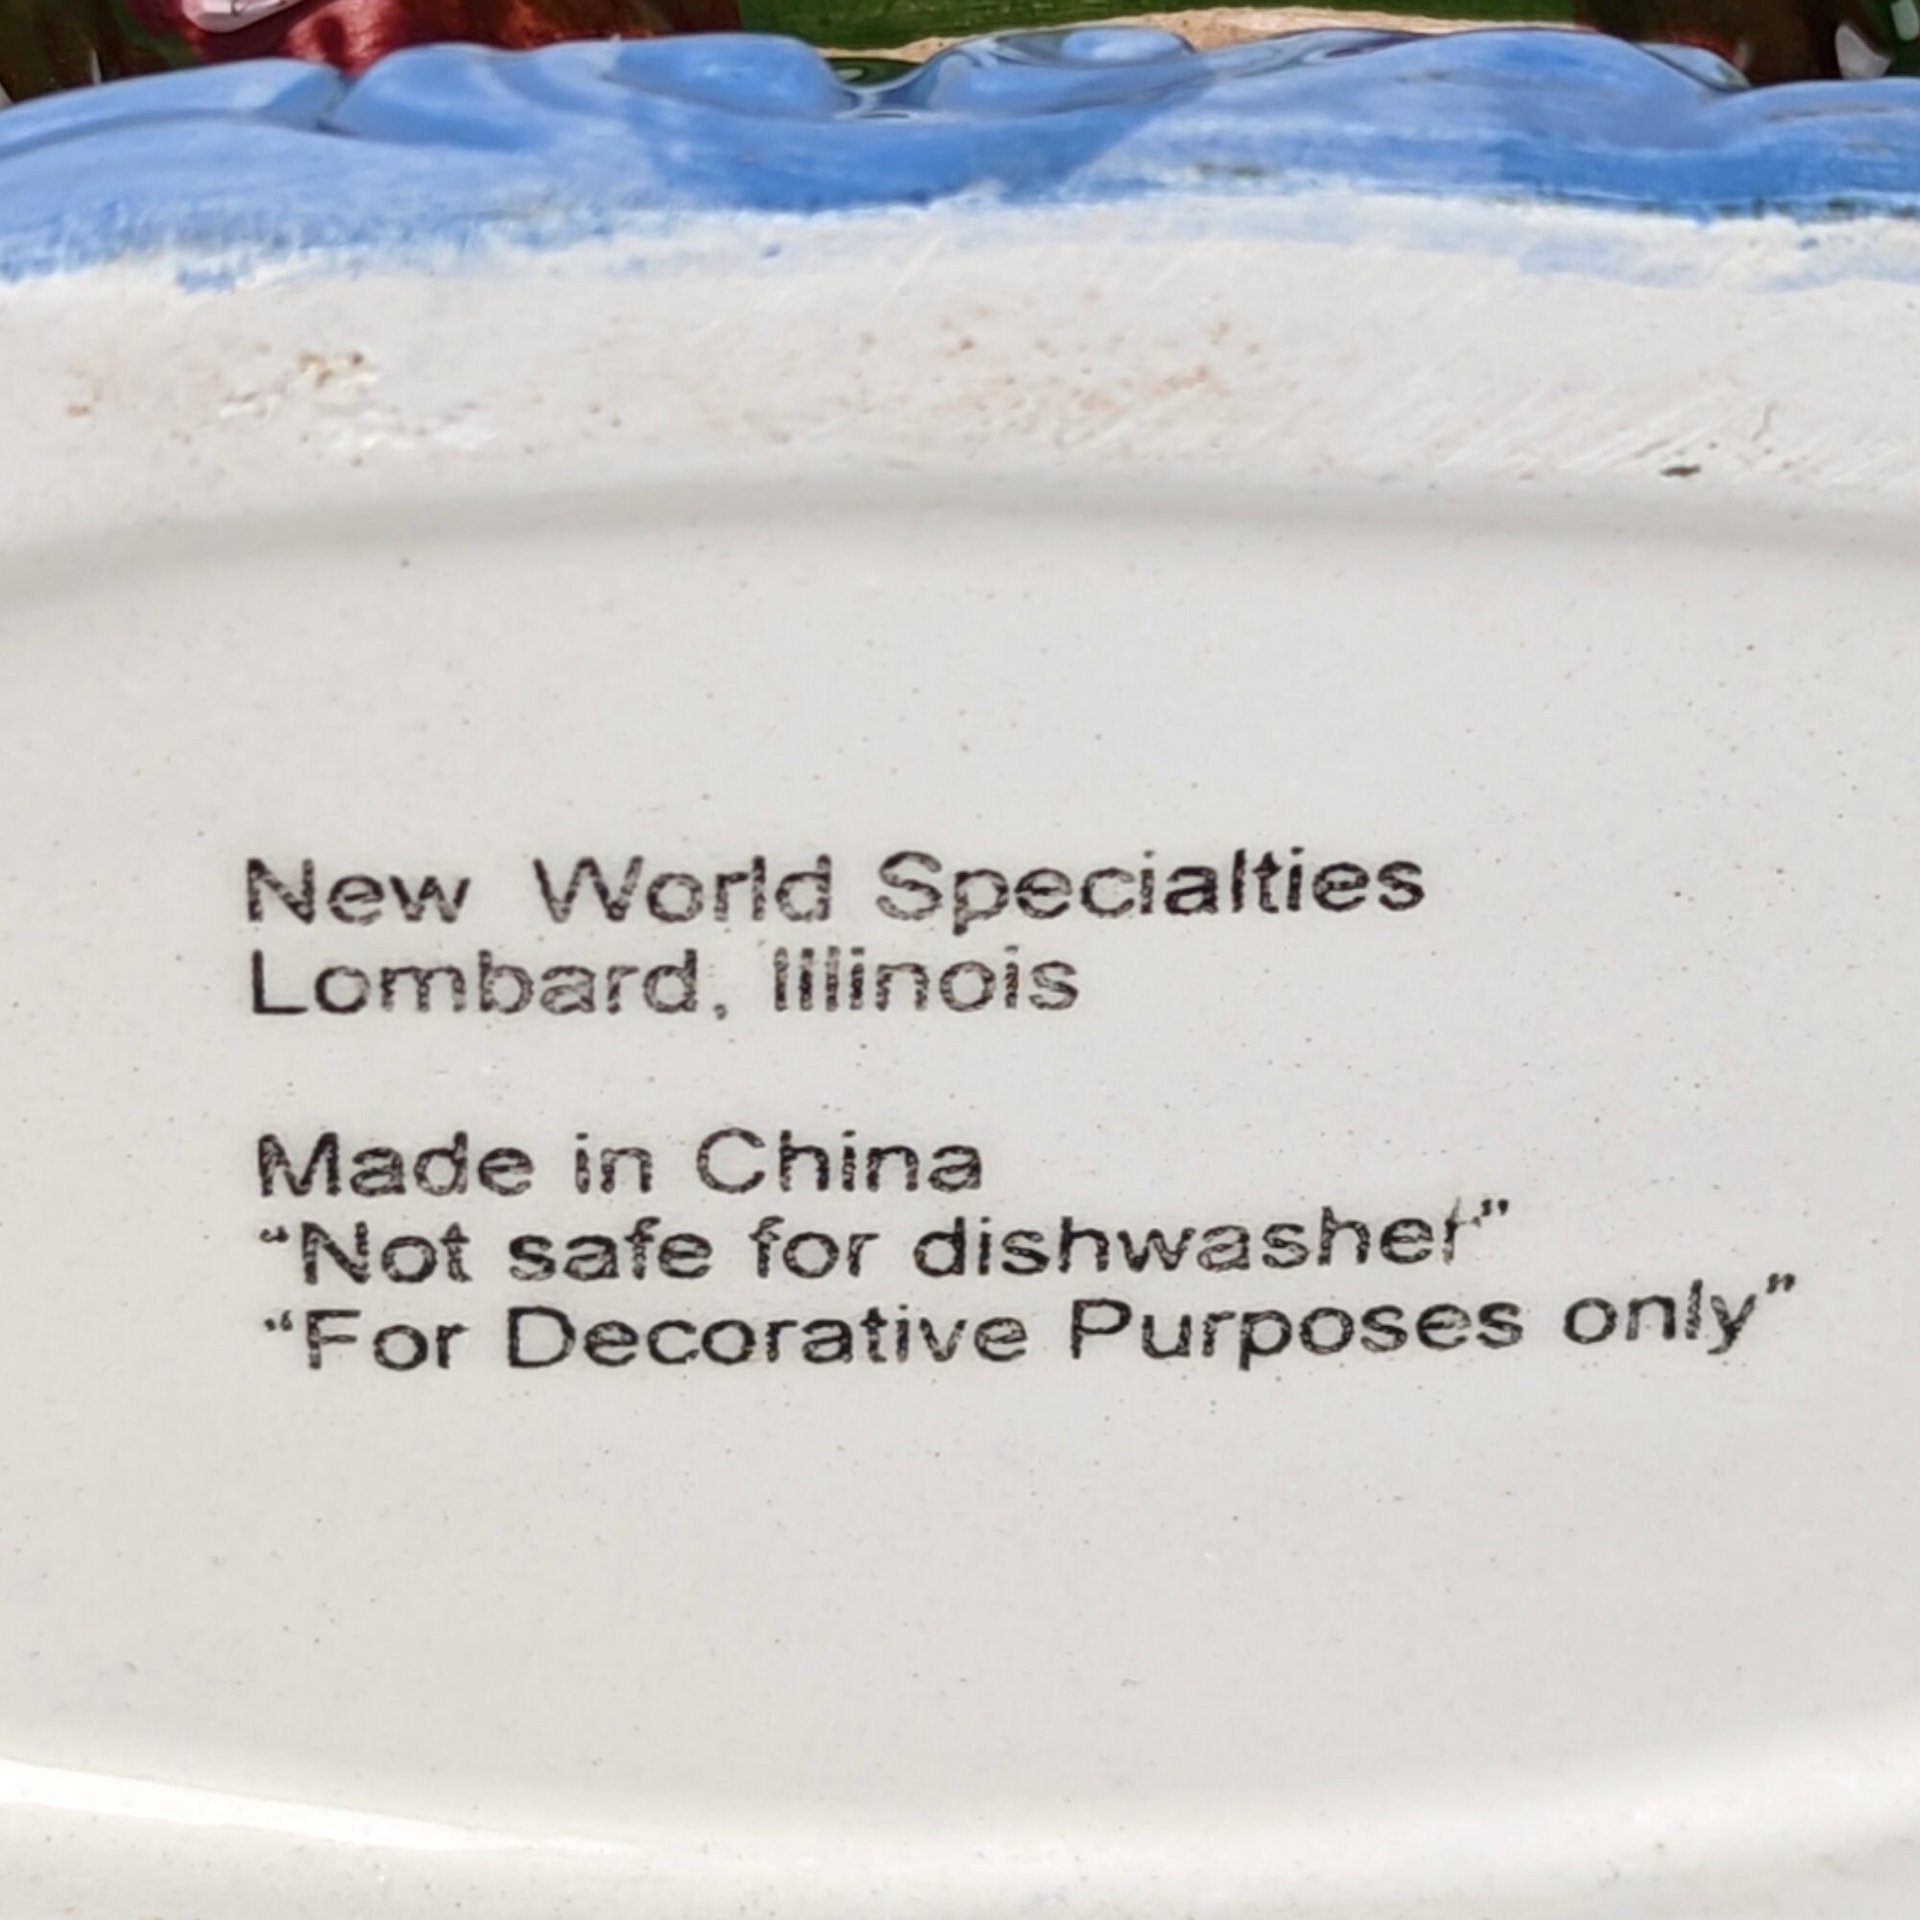 New World Specialties
Lombard, Illinois
Made in China
“Not safe for dishwasher”
“For Decorative Purposes only”